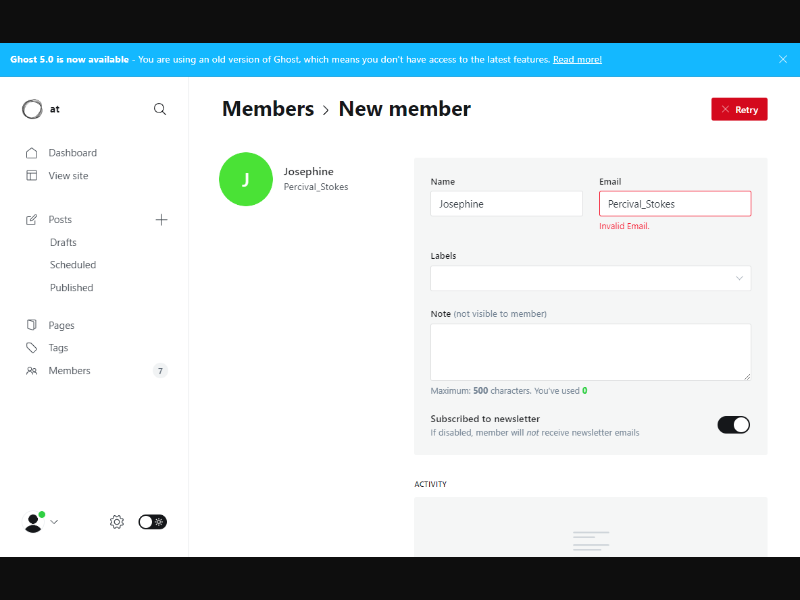 Ghost 5.0 is now available - You are using an old version of Ghost, which means you don't have access to the latest features. Read more!
at
Members > New member
Retry
Dashboard
View site
Posts
Drafts
Scheduled
Published
Pages
Tags
Members 7
J
Josephine
Percival_Stokes
Name
Josephine
Email
Percival_Stokes
Invalid Email.
Labels
Note (not visible to member)
Maximum: 500 characters. You've used 0
Subscribed to newsletter
If disabled, member will not receive newsletter emails
ACTIVITY